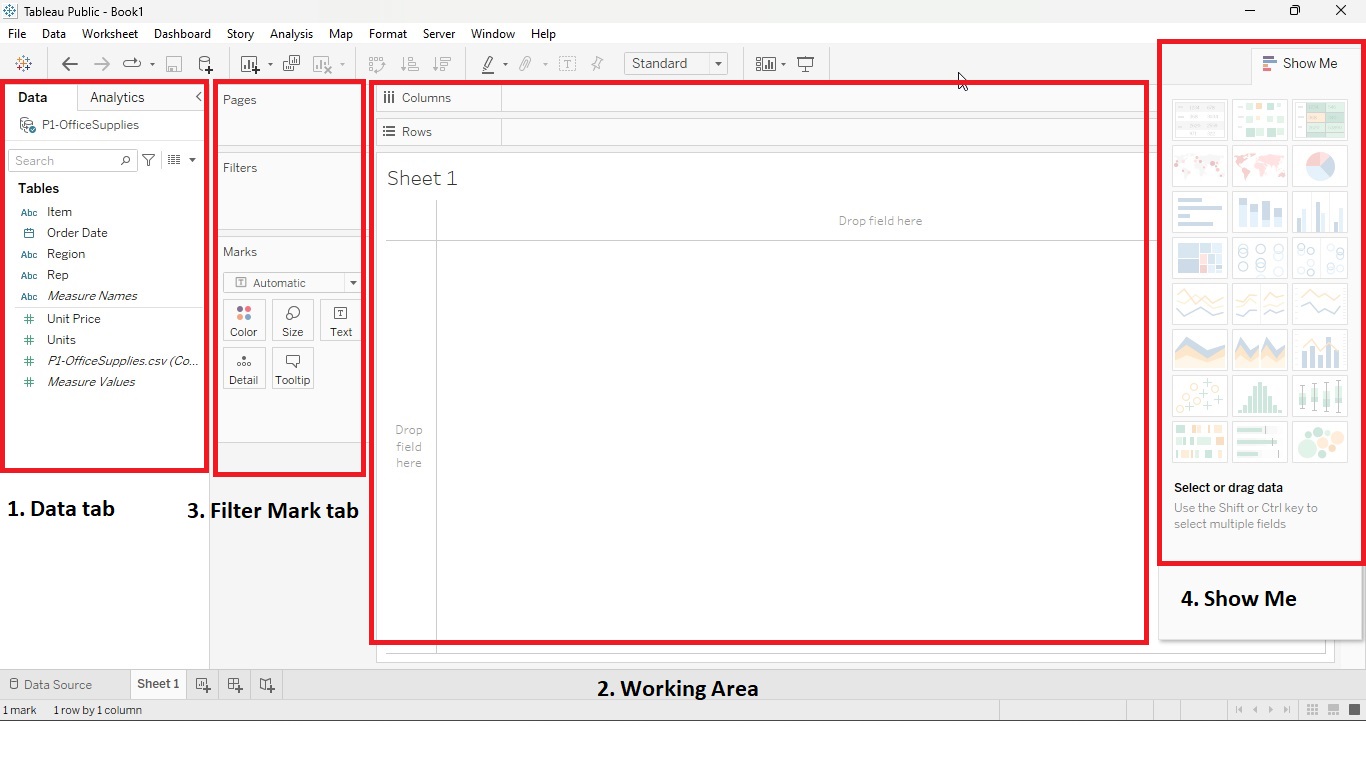 Tableau Public - Book1
File Data Worksheet Dashboard Story Analysis Map Format Server Window Help
Standard
Show Me
Data Analytics
P1-OfficeSupplies
Search
Tables
Abc Item
Order Date
Abc Region
Abc Rep
Abc Measure Names
# Unit Price
# Units
# P1-OfficeSupplies.csv (Co...
# Measure Values
1. Data tab
Pages
Filters
Marks
Automatic
Color Size Text
Detail Tooltip
3. Filter Mark tab
Columns
Rows
Sheet 1
Drop field here
Drop
field
here
Select or drag data
Use the Shift or Ctrl key to
select multiple fields
4. Show Me
2. Working Area
Data Source Sheet 1
1 mark 1 row by 1 column